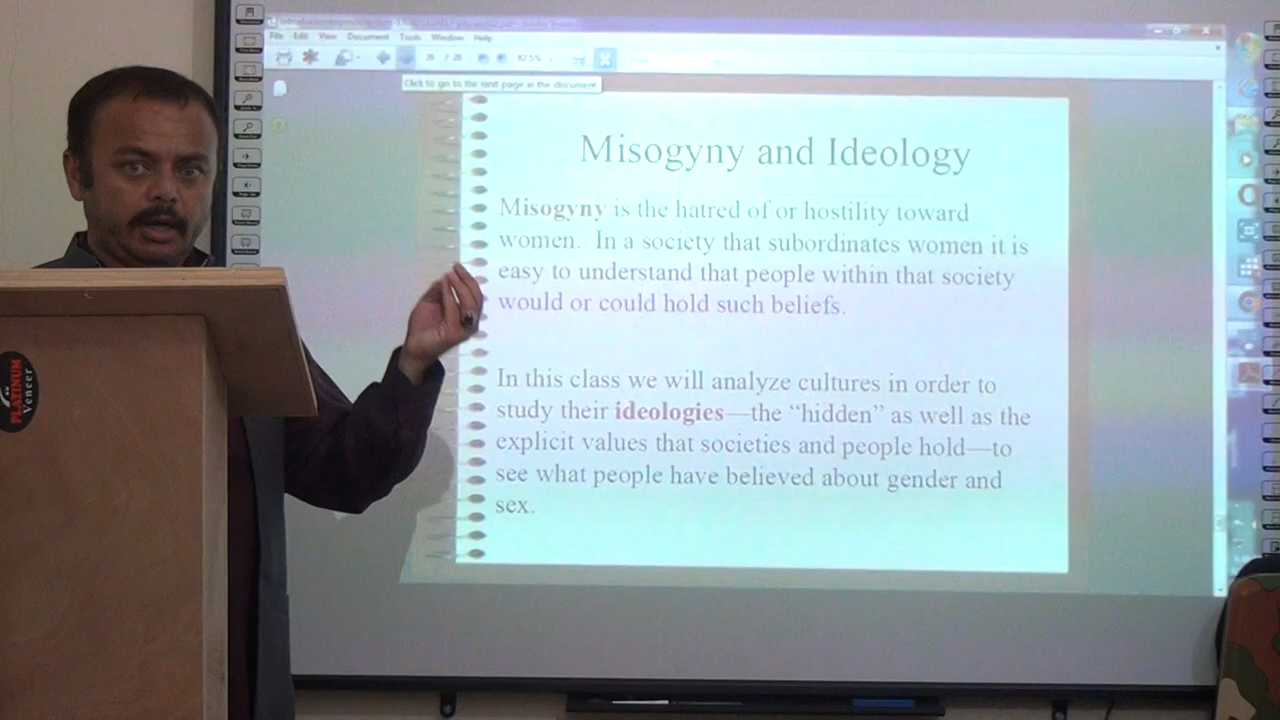 File Edit View Document Tools Window Help
26 / 28 82.5%
Click to go to the next page in the document
Misogyny and Ideology
Misogyny is the hatred of or hostility toward
women. In a society that subordinates women it is
easy to understand that people within that society
would or could hold such beliefs.
In this class we will analyze cultures in order to
study their ideologies—the “hidden” as well as the
explicit values that societies and people hold—to
see what people have believed about gender and
sex.
PLATINUM
Veneer